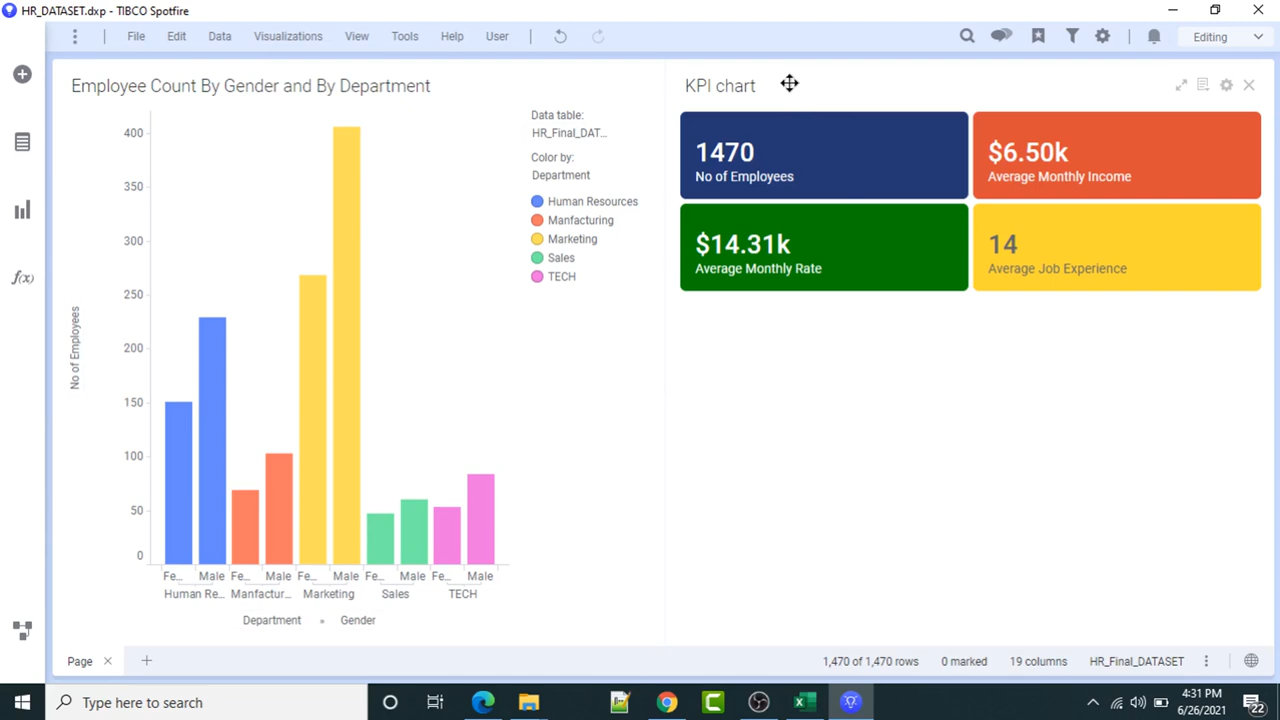 HR_DATASET.dxp - TIBCO Spotfire
File Edit Data Visualizations View Tools Help User Editing
Employee Count By Gender and By Department
KPI chart
Data table:
HR_Final_DAT...
Color by:
Department
Human Resources
Manfacturing
Marketing
Sales
TECH
400
350
300
250
200
150
100
50
0
No of Employees
Fe... Male Fe... Male Fe... Male Fe... Male Fe... Male
Human Re... Manfactur... Marketing Sales TECH
Department » Gender
1470
No of Employees
$6.50k
Average Monthly Income
$14.31k
Average Monthly Rate
14
Average Job Experience
f(x)
Page
1,470 of 1,470 rows 0 marked 19 columns HR_Final_DATASET
Type here to search
4:31 PM
6/26/2021
22